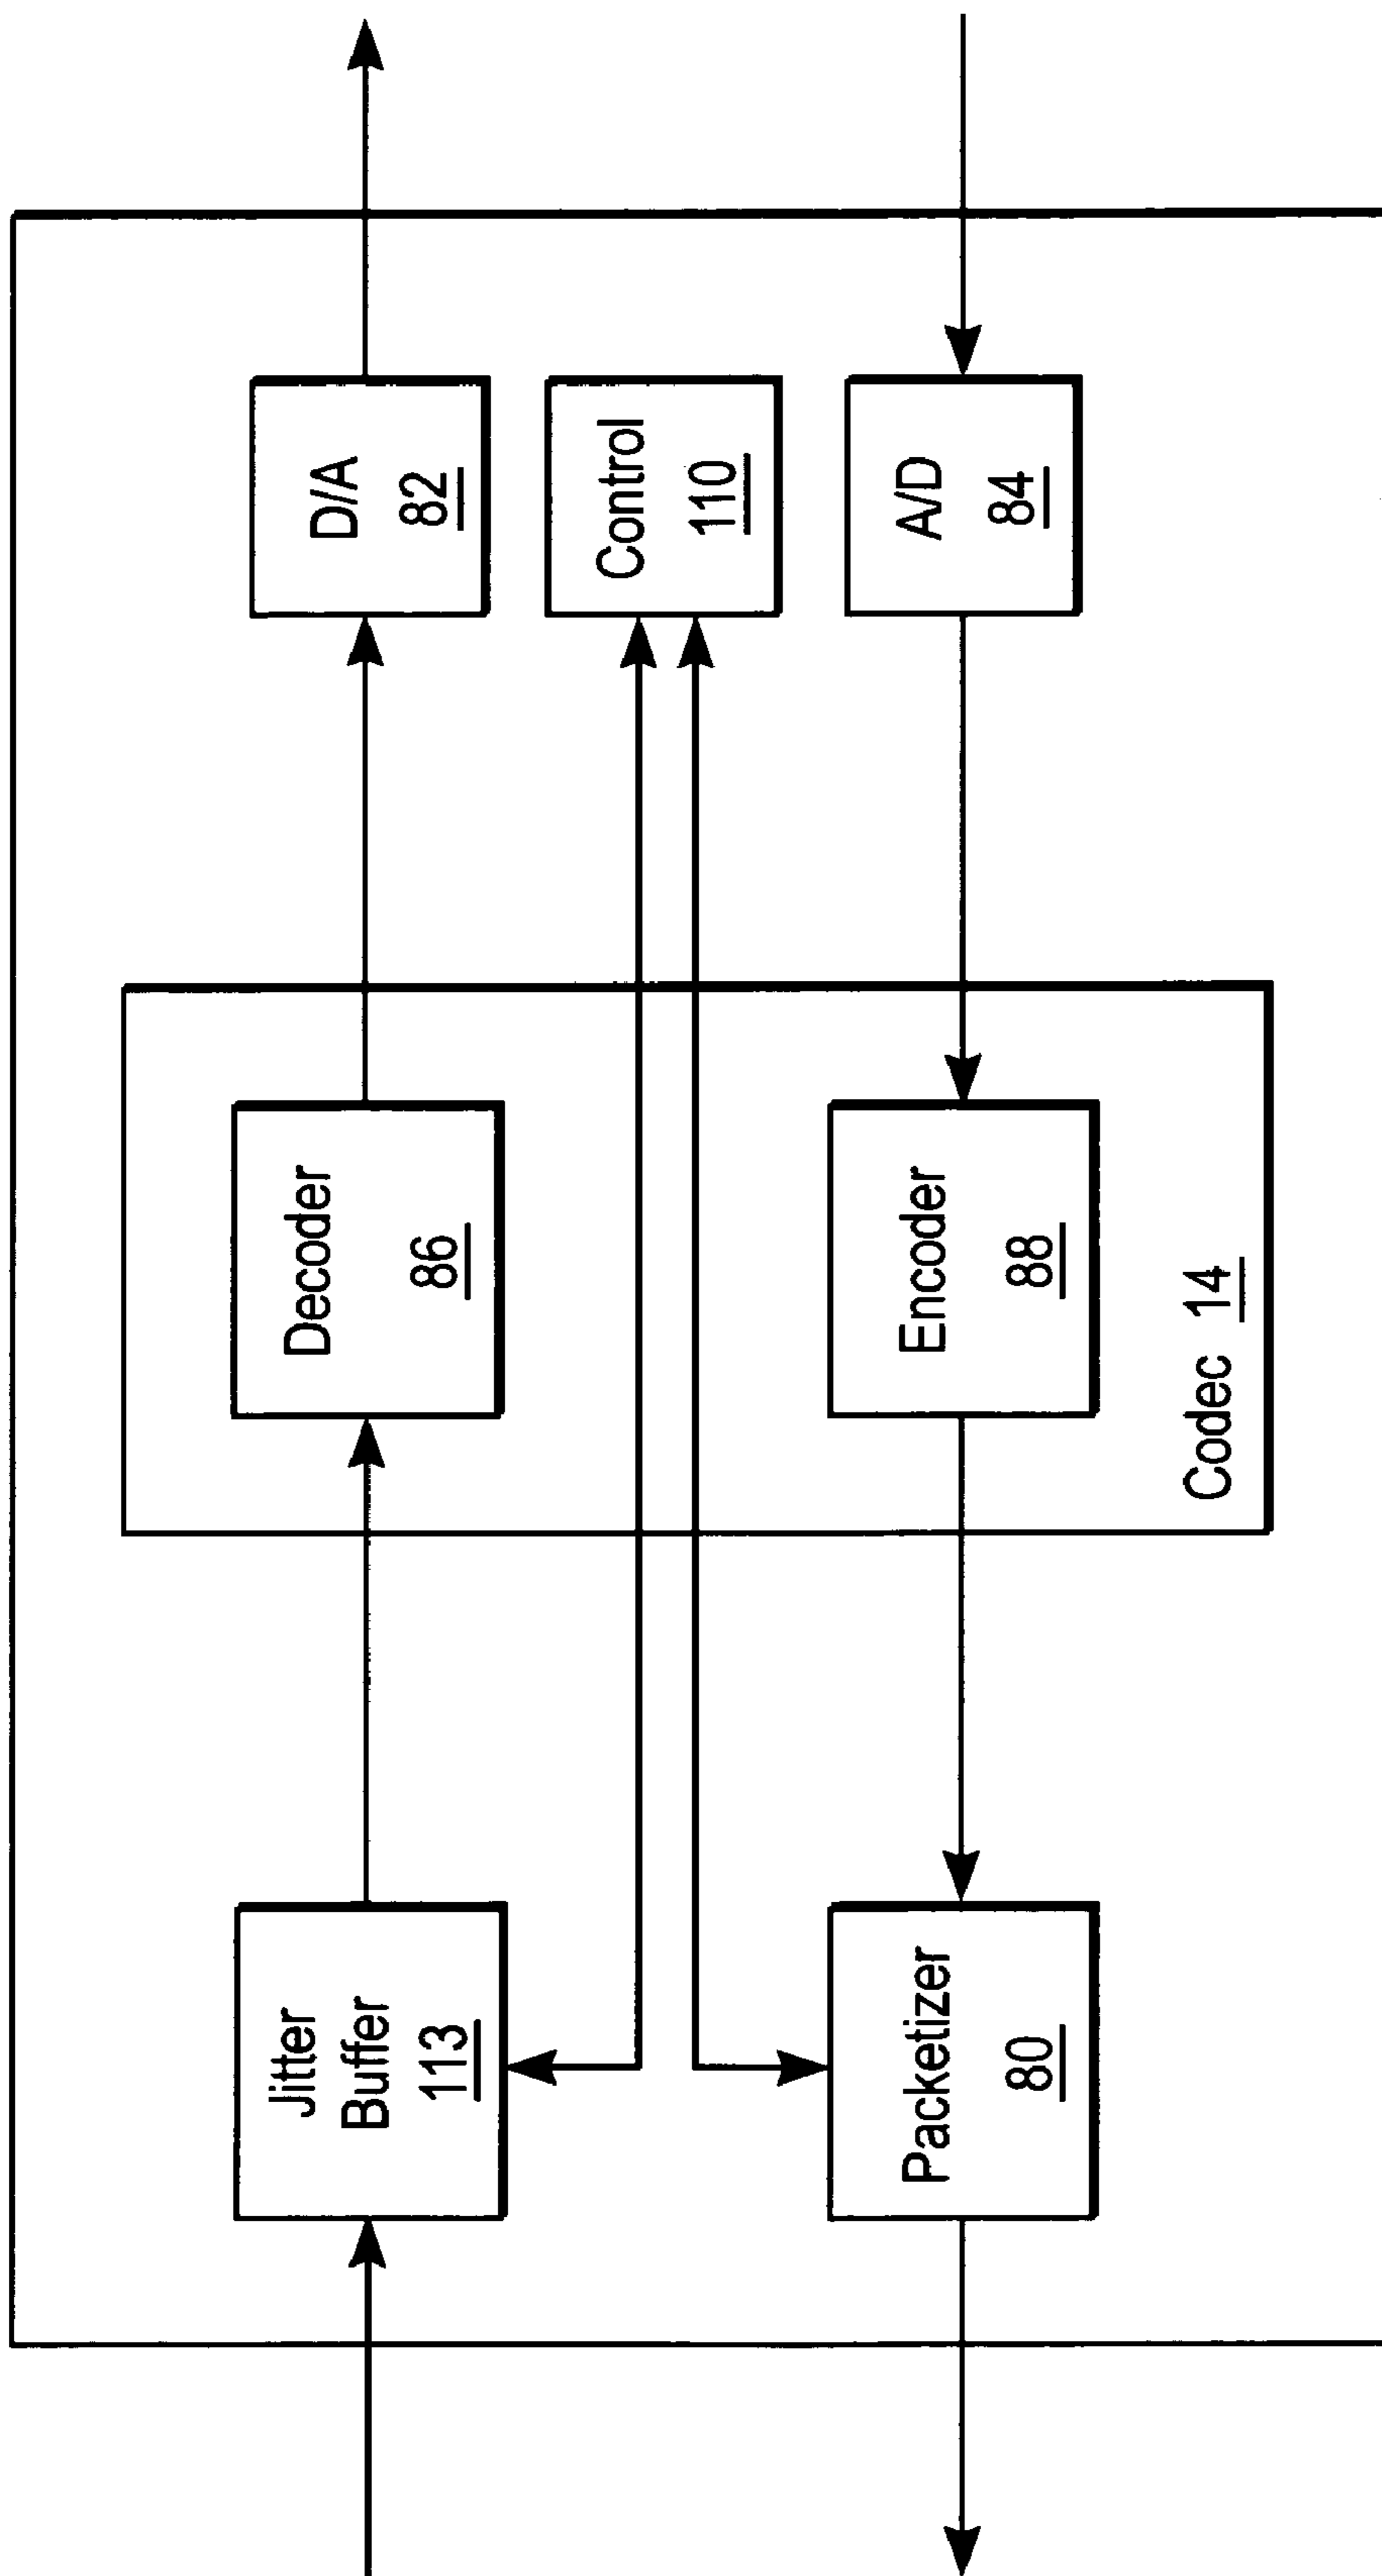 Jitter
Buffer
113
Decoder
86
D/A
82
Control
110
Packetizer
80
Encoder
88
A/D
84
Codec 14